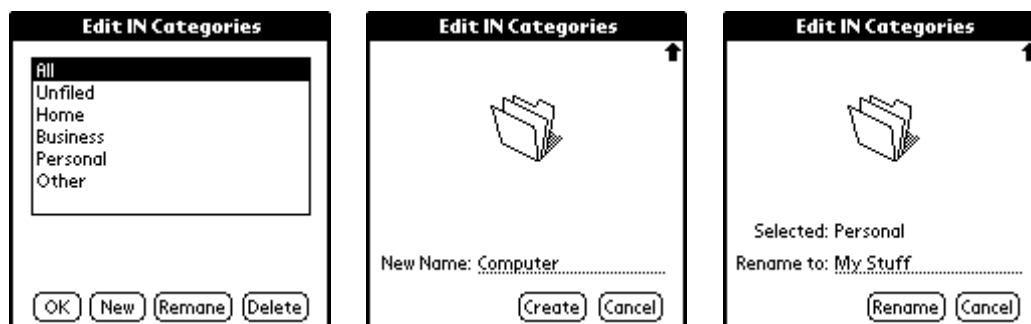 Edit IN Categories
All
Unfiled
Home
Business
Personal
Other
OK New Remane Delete
Edit IN Categories
New Name: Computer
Create Cancel
Edit IN Categories
Selected: Personal
Rename to: My Stuff
Rename Cancel